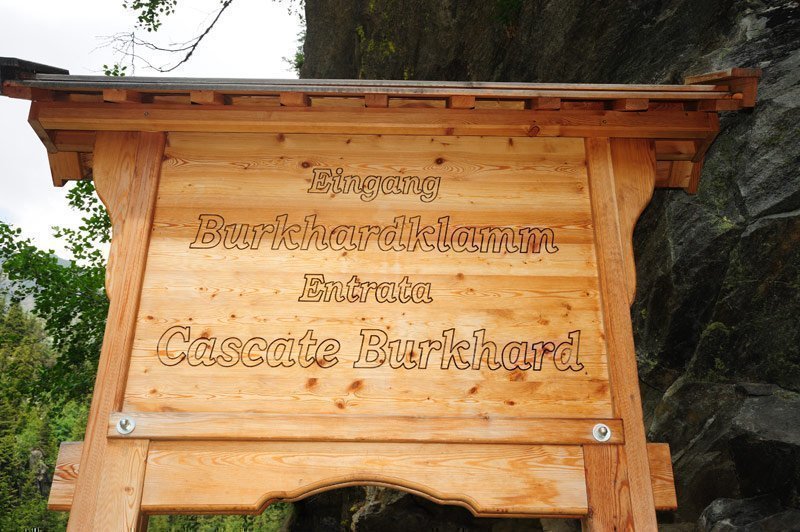 Eingang
Burkhardklamm
Entrata
Cascate Burkhard